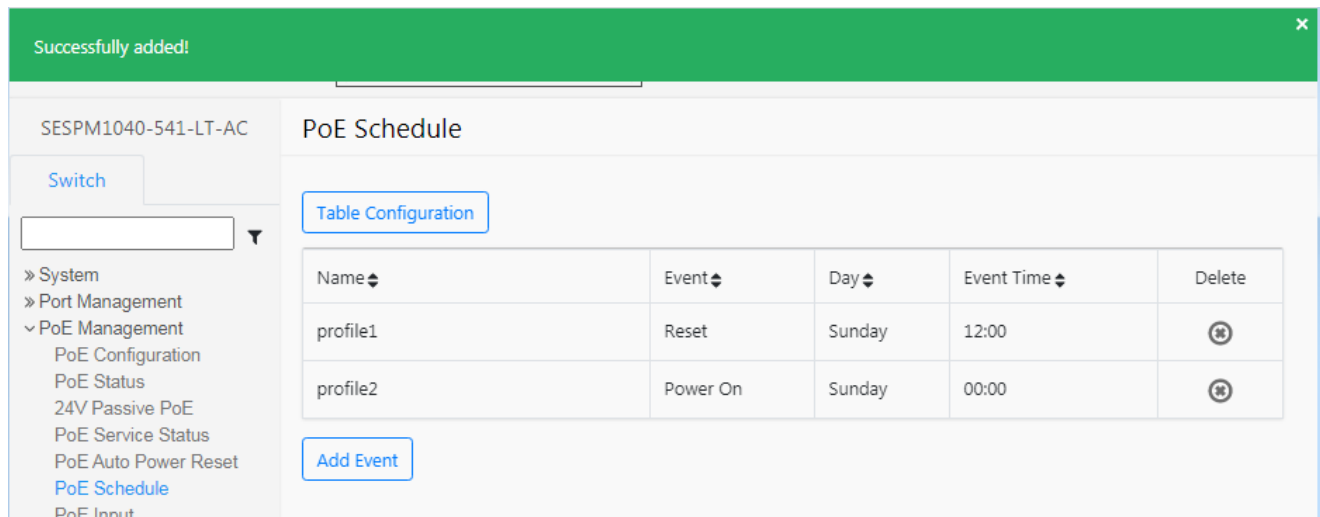 Successfully added!
×
SESPM1040-541-LT-AC
PoE Schedule
Switch
Table Configuration
Name Event Day Event Time Delete
profile1 Reset Sunday 12:00
profile2 Power On Sunday 00:00
Add Event
» System
» Port Management
PoE Management
PoE Configuration
PoE Status
24V Passive PoE
PoE Service Status
PoE Auto Power Reset
PoE Schedule
PoE Input